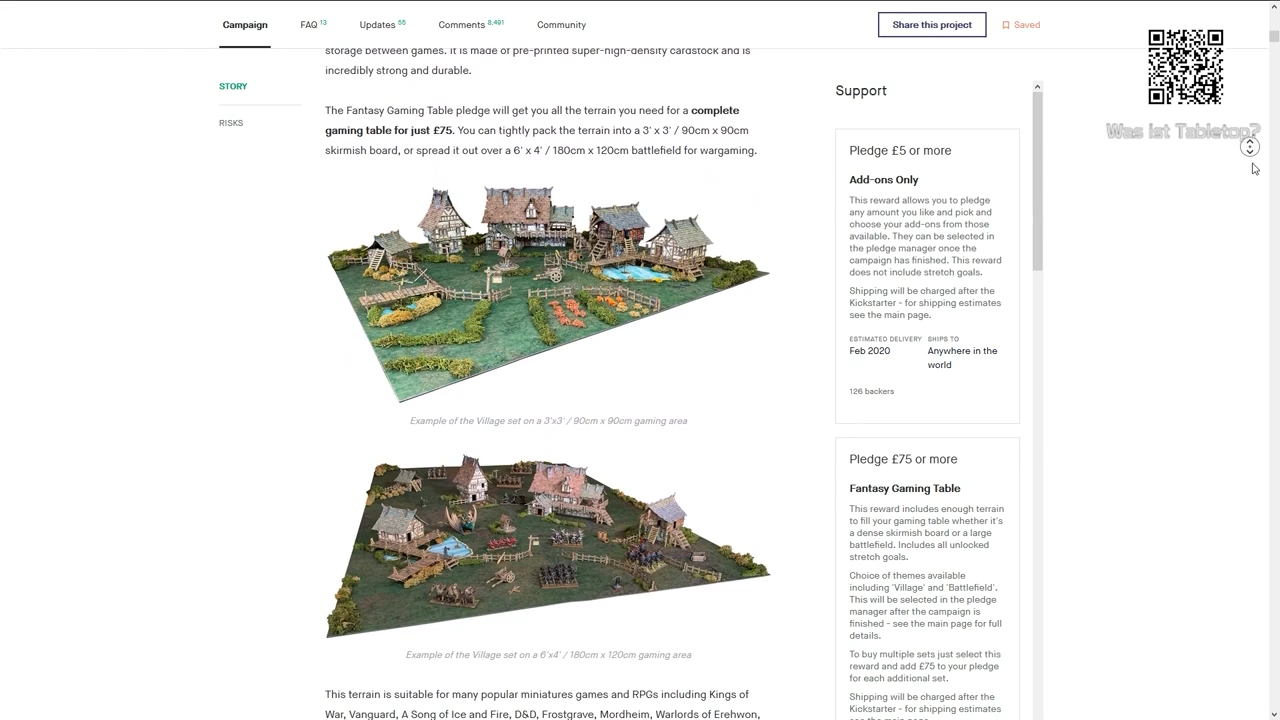 Campaign
FAQ 13
Updates 55
Comments 8,491
Community
Share this project
Saved
STORY
RISKS
storage between games. It is made of pre-printed super-high-density cardstock and is
incredibly strong and durable.
The Fantasy Gaming Table pledge will get you all the terrain you need for a complete
gaming table for just £75. You can tightly pack the terrain into a 3' x 3' / 90cm x 90cm
skirmish board, or spread it out over a 6' x 4' / 180cm x 120cm battlefield for wargaming.
Example of the Village set on a 3'x3' / 90cm x 90cm gaming area
Example of the Village set on a 6'x4' / 180cm x 120cm gaming area
This terrain is suitable for many popular miniatures games and RPGs including Kings of
War, Vanguard, A Song of Ice and Fire, D&D, Frostgrave, Mordheim, Warlords of Erehwon,
Support
Pledge £5 or more
Add-ons Only
This reward allows you to pledge
any amount you like and pick and
choose your add-ons from those
available. They can be selected in
the pledge manager once the
campaign has finished. This reward
does not include stretch goals.
Shipping will be charged after the
Kickstarter - for shipping estimates
see the main page.
ESTIMATED DELIVERY
Feb 2020
SHIPS TO
Anywhere in the
world
126 backers
Pledge £75 or more
Fantasy Gaming Table
This reward includes enough terrain
to fill your gaming table whether it's
a dense skirmish board or a large
battlefield. Includes all unlocked
stretch goals.
Choice of themes available
including 'Village' and 'Battlefield'.
This will be selected in the pledge
manager after the campaign is
finished - see the main page for full
details.
To buy multiple sets just select this
reward and add £75 to your pledge
for each additional set.
Shipping will be charged after the
Kickstarter - for shipping estimates
Was ist Tabletop?